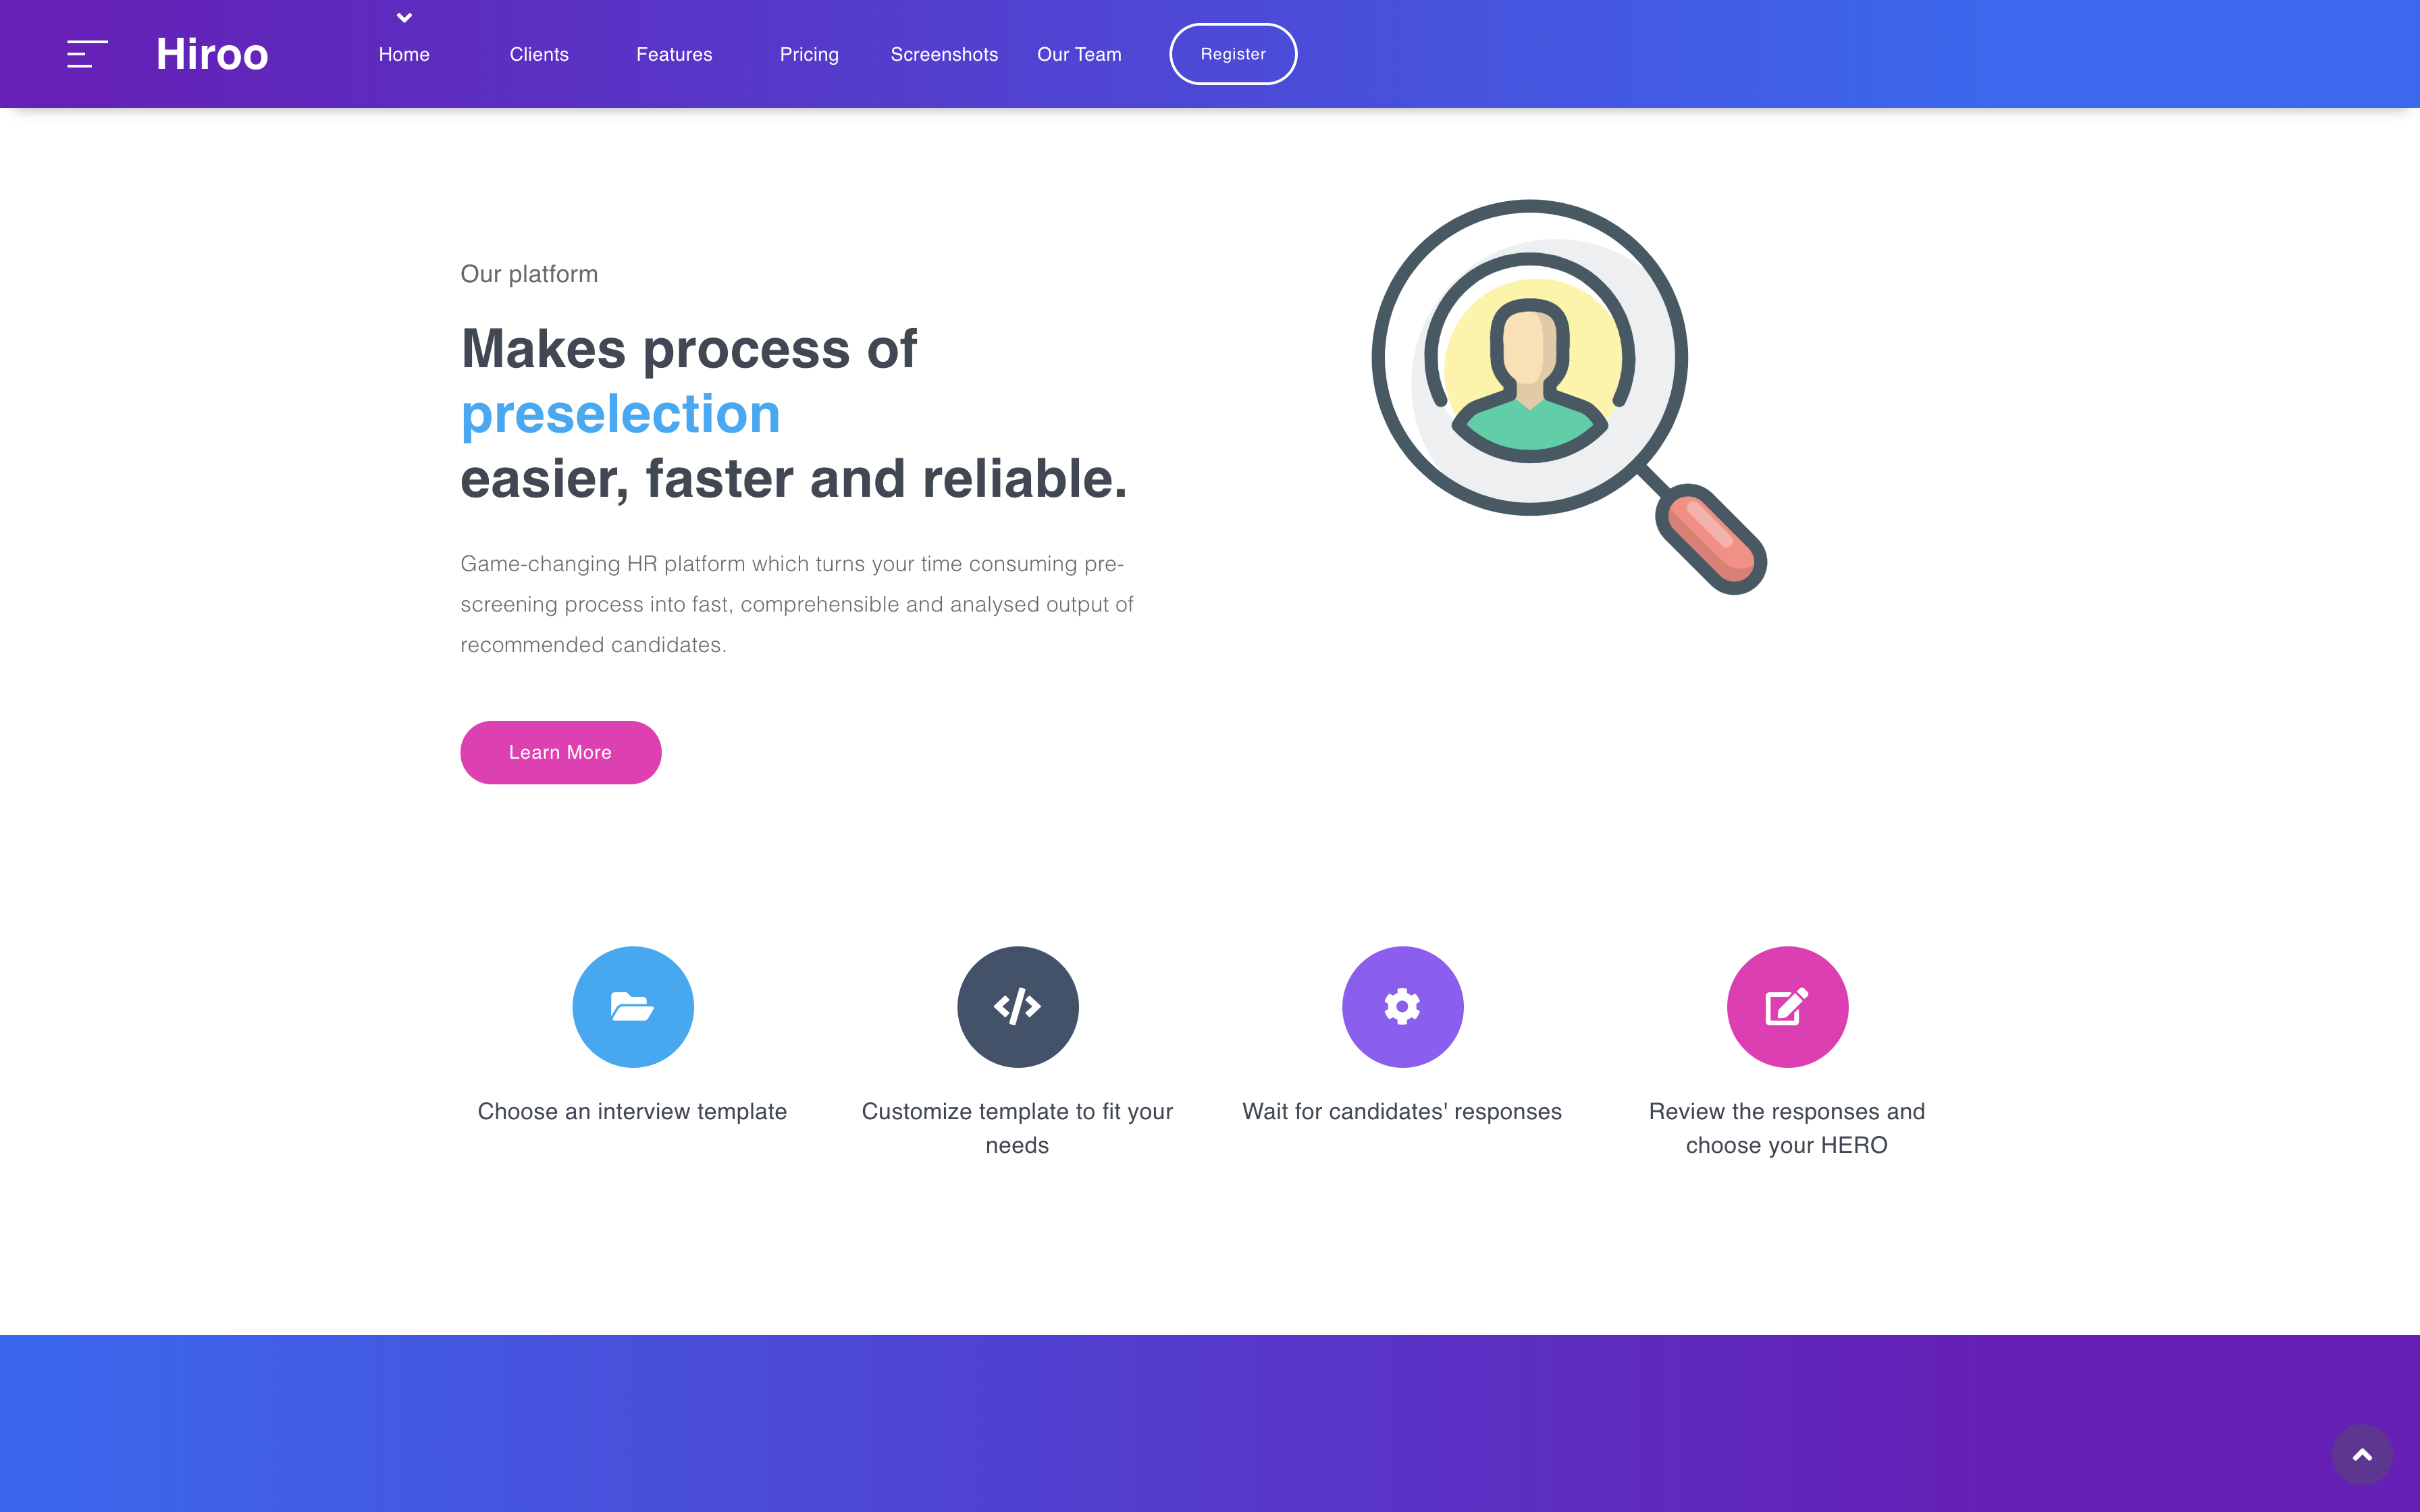 Hiroo
Home
Clients
Features
Pricing
Screenshots
Our Team
Register
Our platform
Makes process of
preselection
easier, faster and reliable.
Game-changing HR platform which turns your time consuming pre-
screening process into fast, comprehensible and analysed output of
recommended candidates.
Learn More
Choose an interview template
Customize template to fit your
needs
Wait for candidates' responses
Review the responses and
choose your HERO